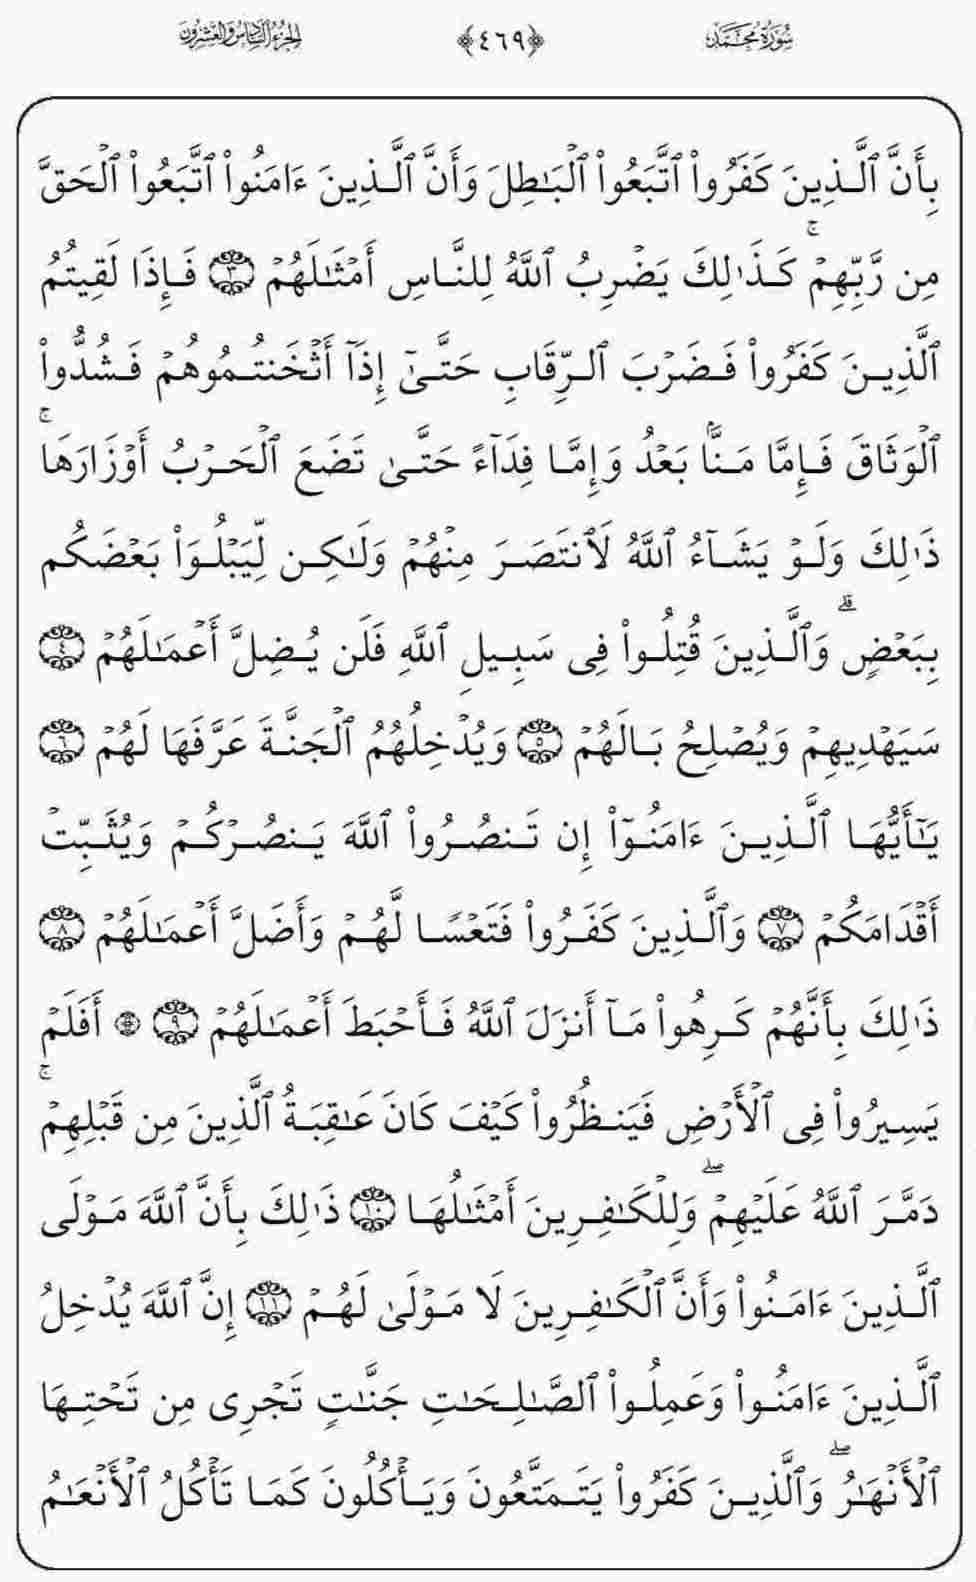 سُورَةُ مُحَمَّد ﴿٤٦٩﴾ الجُزءُ السَّادِسُ وَالعِشْرُون
بِأَنَّ ٱلَّذِينَ كَفَرُوا۟ ٱتَّبَعُوا۟ ٱلْبَـٰطِلَ وَأَنَّ ٱلَّذِينَ ءَامَنُوا۟ ٱتَّبَعُوا۟ ٱلْحَقَّ
مِن رَّبِّهِمْ ۚ كَذَٰلِكَ يَضْرِبُ ٱللَّهُ لِلنَّاسِ أَمْثَـٰلَهُمْ ٣ فَإِذَا لَقِيتُمُ
ٱلَّذِينَ كَفَرُوا۟ فَضَرْبَ ٱلرِّقَابِ حَتَّىٰٓ إِذَآ أَثْخَنتُمُوهُمْ فَشُدُّوا۟
ٱلْوَثَاقَ فَإِمَّا مَنًّۢا بَعْدُ وَإِمَّا فِدَآءً حَتَّىٰ تَضَعَ ٱلْحَرْبُ أَوْزَارَهَا ۚ
ذَٰلِكَ وَلَوْ يَشَآءُ ٱللَّهُ لَٱنتَصَرَ مِنْهُمْ وَلَـٰكِن لِّيَبْلُوَا۟ بَعْضَكُم
بِبَعْضٍ ۗ وَٱلَّذِينَ قُتِلُوا۟ فِى سَبِيلِ ٱللَّهِ فَلَن يُضِلَّ أَعْمَـٰلَهُمْ ٤
سَيَهْدِيهِمْ وَيُصْلِحُ بَالَهُمْ ٥ وَيُدْخِلُهُمُ ٱلْجَنَّةَ عَرَّفَهَا لَهُمْ ٦
يَـٰٓأَيُّهَا ٱلَّذِينَ ءَامَنُوٓا۟ إِن تَنصُرُوا۟ ٱللَّهَ يَنصُرْكُمْ وَيُثَبِّتْ
أَقْدَامَكُمْ ٧ وَٱلَّذِينَ كَفَرُوا۟ فَتَعْسًا لَّهُمْ وَأَضَلَّ أَعْمَـٰلَهُمْ ٨
ذَٰلِكَ بِأَنَّهُمْ كَرِهُوا۟ مَآ أَنزَلَ ٱللَّهُ فَأَحْبَطَ أَعْمَـٰلَهُمْ ٩ ۞ أَفَلَمْ
يَسِيرُوا۟ فِى ٱلْأَرْضِ فَيَنظُرُوا۟ كَيْفَ كَانَ عَـٰقِبَةُ ٱلَّذِينَ مِن قَبْلِهِمْ ۚ
دَمَّرَ ٱللَّهُ عَلَيْهِمْ ۖ وَلِلْكَـٰفِرِينَ أَمْثَـٰلُهَا ١٠ ذَٰلِكَ بِأَنَّ ٱللَّهَ مَوْلَى
ٱلَّذِينَ ءَامَنُوا۟ وَأَنَّ ٱلْكَـٰفِرِينَ لَا مَوْلَىٰ لَهُمْ ١١ إِنَّ ٱللَّهَ يُدْخِلُ
ٱلَّذِينَ ءَامَنُوا۟ وَعَمِلُوا۟ ٱلصَّـٰلِحَـٰتِ جَنَّـٰتٍ تَجْرِى مِن تَحْتِهَا
ٱلْأَنْهَـٰرُ ۖ وَٱلَّذِينَ كَفَرُوا۟ يَتَمَتَّعُونَ وَيَأْكُلُونَ كَمَا تَأْكُلُ ٱلْأَنْعَـٰمُ